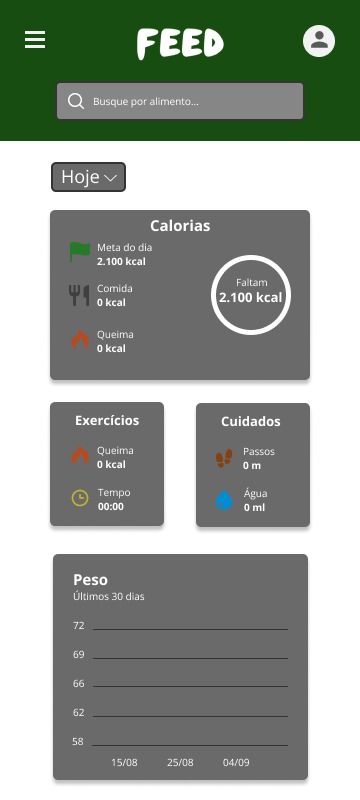 FEED
Busque por alimento...
Hoje
Calorias
Meta do dia
2.100 kcal
Comida
0 kcal
Queima
0 kcal
Faltam
2.100 kcal
Exercícios
Queima
0 kcal
Tempo
00:00
Cuidados
Passos
0 m
Água
0 ml
Peso
Últimos 30 dias
72
69
66
62
58
15/08 25/08 04/09